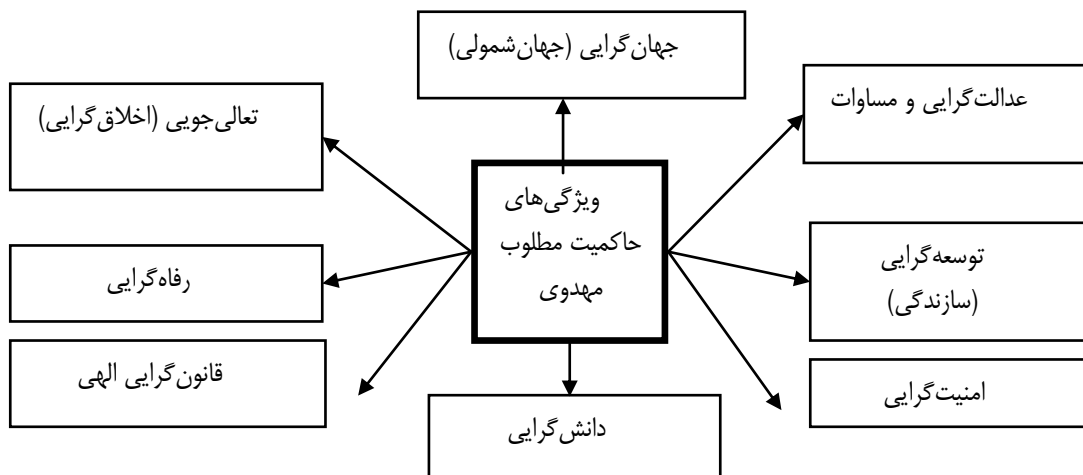 جهان‌گرایی (جهان‌شمولی)
عدالت‌گرایی و مساوات
تعالی‌جویی (اخلاق‌گرایی)
ویژگی‌های
حاکمیت مطلوب
مهدوی
توسعه‌گرایی
(سازندگی)
رفاه‌گرایی
امنیت‌گرایی
قانون‌گرایی الهی
دانش‌گرایی